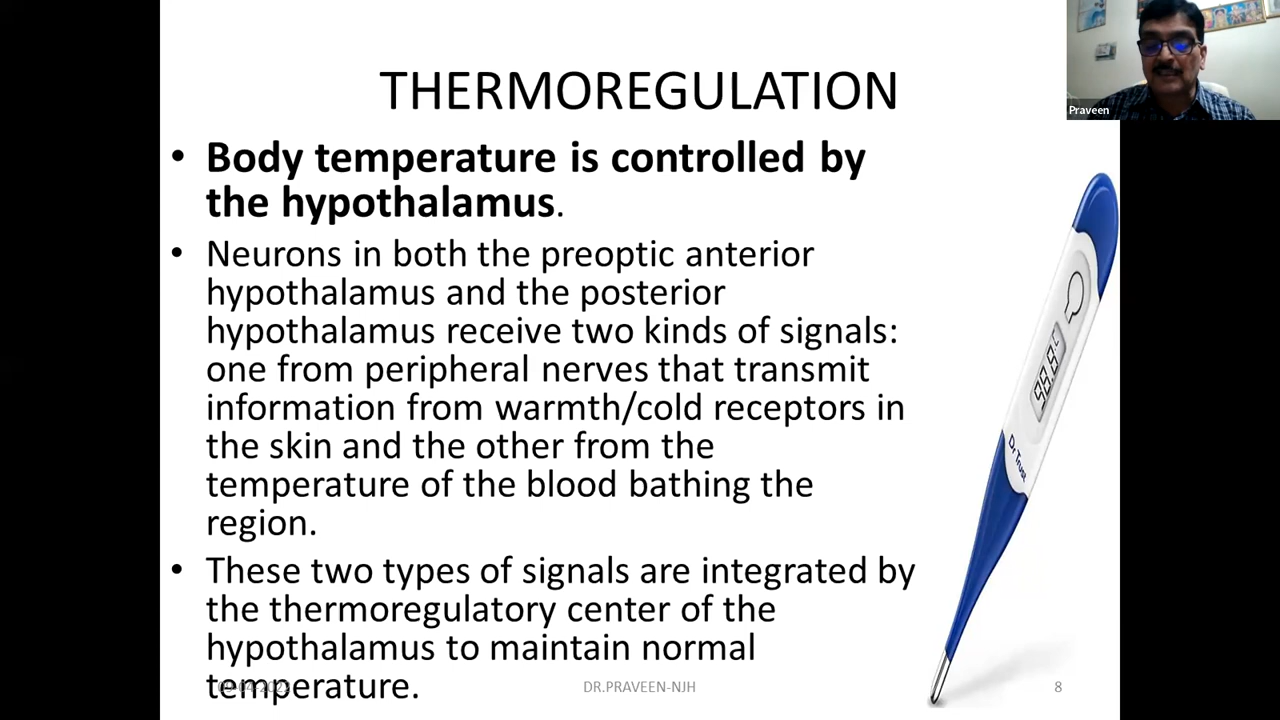 Praveen
THERMOREGULATION
• Body temperature is controlled by
the hypothalamus.
• Neurons in both the preoptic anterior
hypothalamus and the posterior
hypothalamus receive two kinds of signals:
one from peripheral nerves that transmit
information from warmth/cold receptors in
the skin and the other from the
temperature of the blood bathing the
region.
• These two types of signals are integrated by
the thermoregulatory center of the
hypothalamus to maintain normal
temperature.
Dr Trust
DR.PRAVEEN-NJH
8